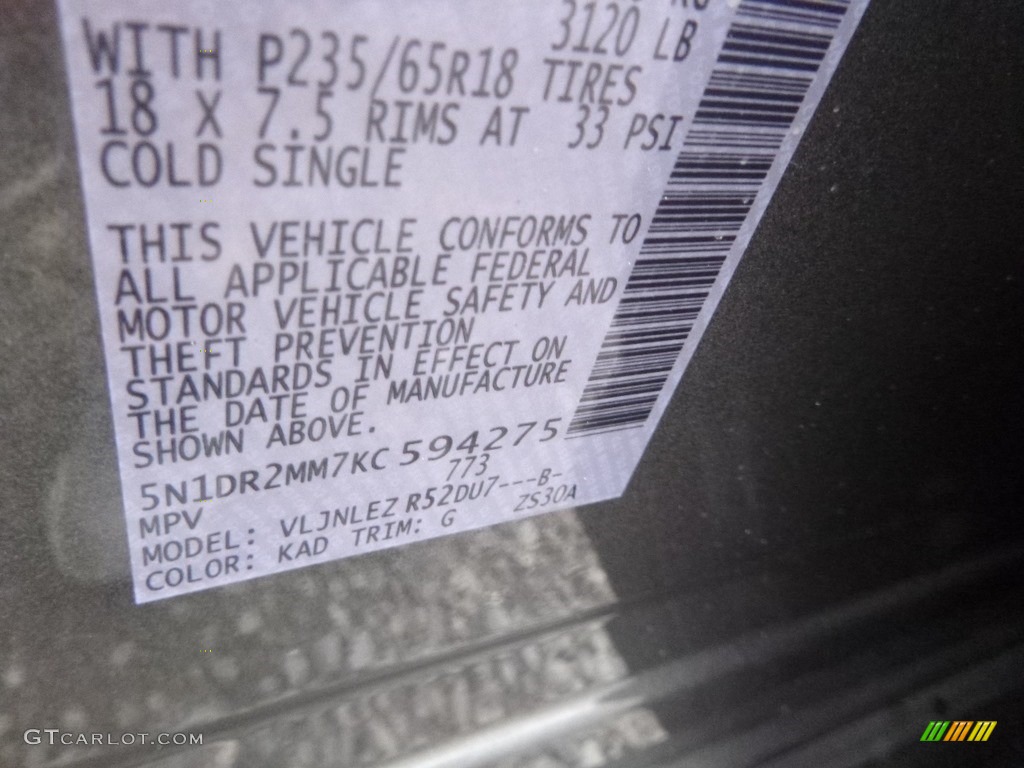 3120 LB
WITH P235/65R18 TIRES
18 X 7.5 RIMS AT 33 PSI
COLD SINGLE
THIS VEHICLE CONFORMS TO
ALL APPLICABLE FEDERAL
MOTOR VEHICLE SAFETY AND
THEFT PREVENTION
STANDARDS IN EFFECT ON
THE DATE OF MANUFACTURE
SHOWN ABOVE.
5N1DR2MM7KC594275
MPV 773
MODEL: VLJNLEZ R52DU7---B-
COLOR: KAD TRIM: G ZS30A
GTCARLOT.COM